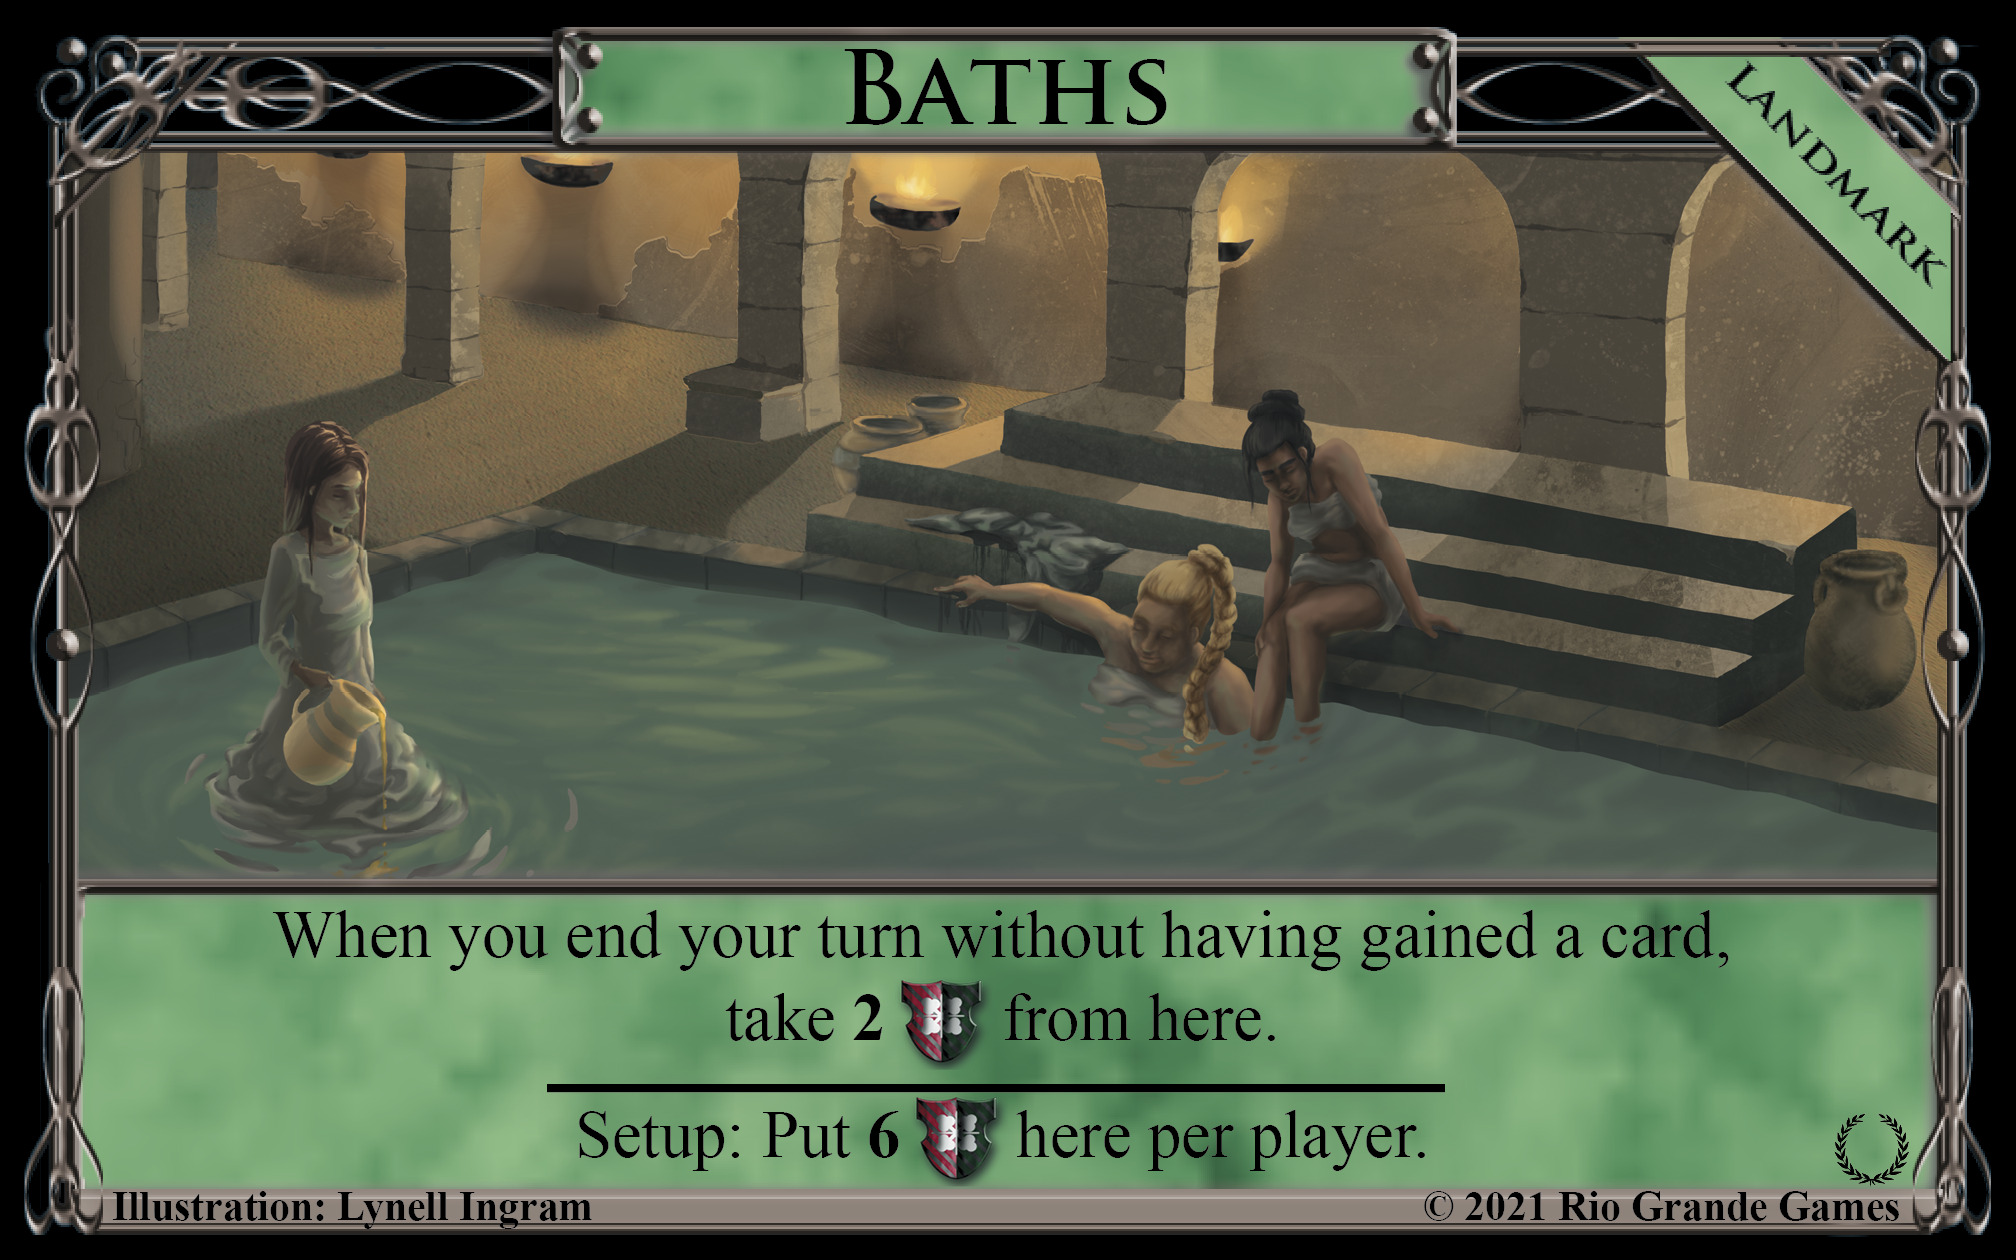 BATHS
LANDMARK
When you end your turn without having gained a card,
take 2 from here.
Setup: Put 6 here per player.
Illustration: Lynell Ingram
© 2021 Rio Grande Games